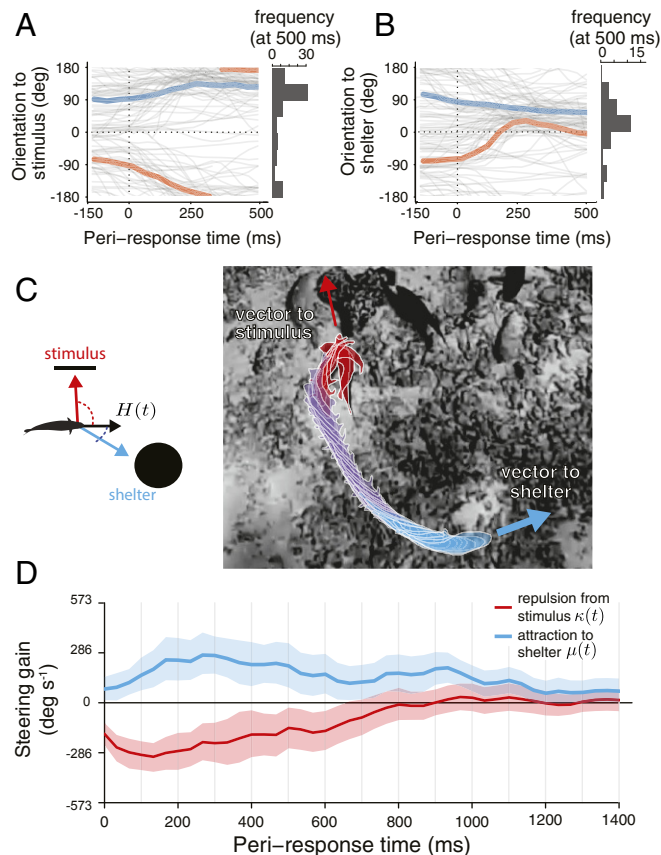 A
frequency
(at 500 ms)
0 30
Orientation to
stimulus (deg)
180
90
0
-90
-180
-150 0 250 500
Peri−response time (ms)
B
frequency
(at 500 ms)
0 15
Orientation to
shelter (deg)
180
90
0
-90
-180
-150 0 250 500
Peri−response time (ms)
C
stimulus
H(t)
shelter
vector to
stimulus
vector to
shelter
D
Steering gain
(deg s-1)
573
286
0
-286
-573
repulsion from
stimulus κ(t)
attraction to
shelter μ(t)
0 200 400 600 800 1000 1200 1400
Peri−response time (ms)